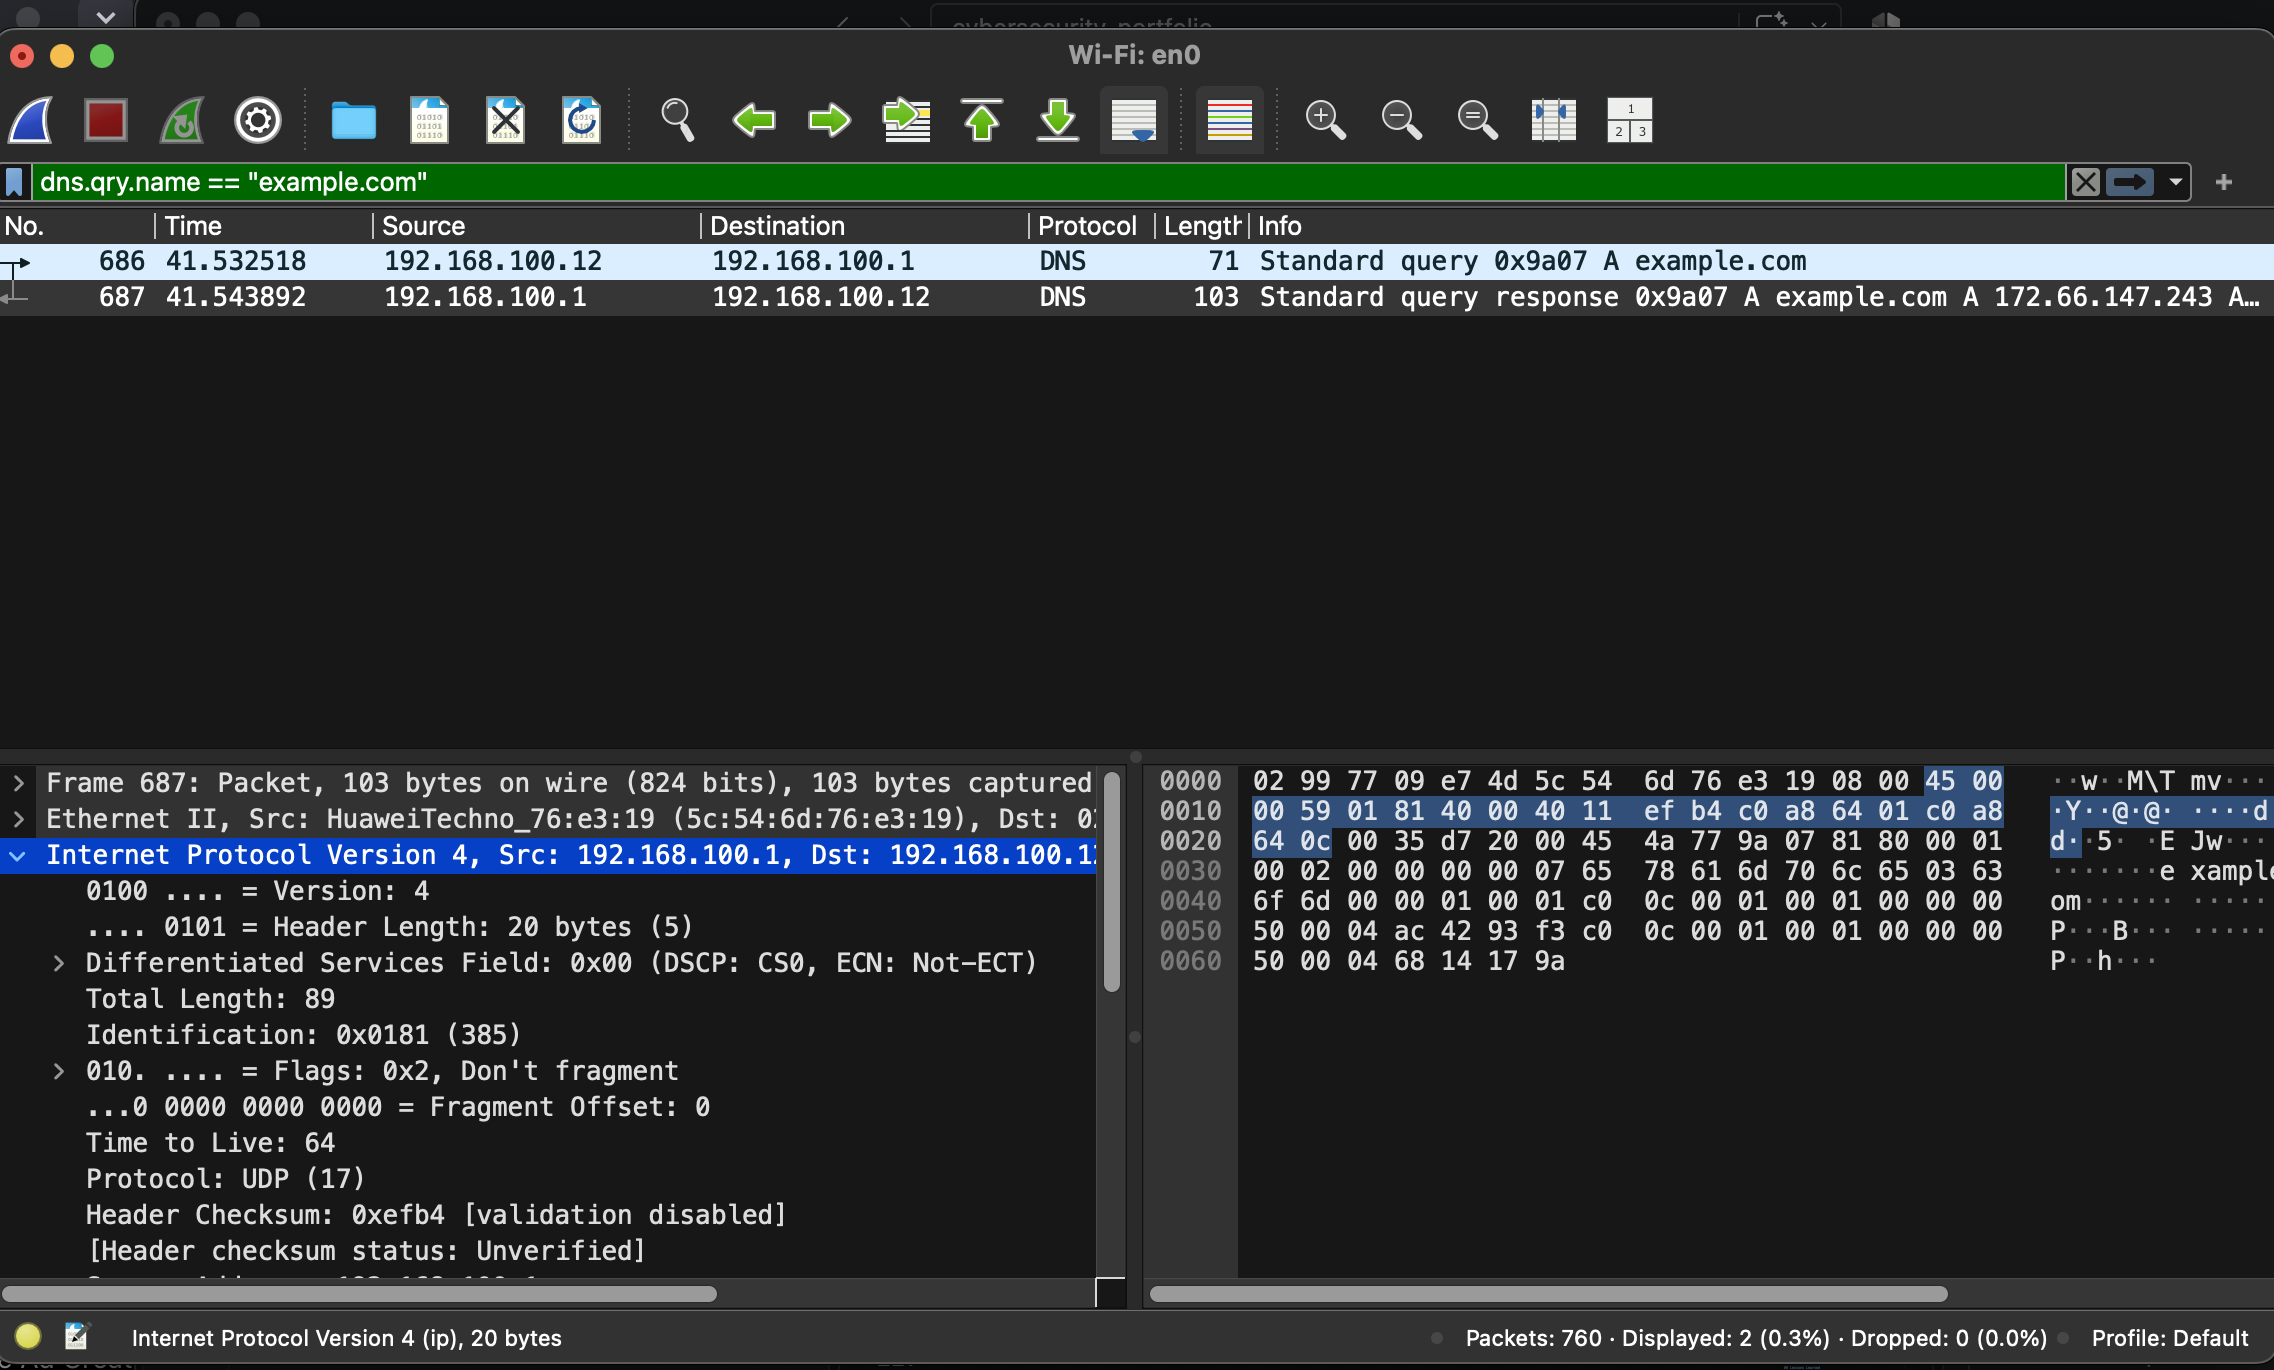 cybersecurity_portfolio
Wi-Fi: en0
dns.qry.name == "example.com"
No. Time Source Destination Protocol Length Info
686 41.532518 192.168.100.12 192.168.100.1 DNS 71 Standard query 0x9a07 A example.com
687 41.543892 192.168.100.1 192.168.100.12 DNS 103 Standard query response 0x9a07 A example.com A 172.66.147.243 A…
Frame 687: Packet, 103 bytes on wire (824 bits), 103 bytes captured
Ethernet II, Src: HuaweiTechno_76:e3:19 (5c:54:6d:76:e3:19), Dst: 02
Internet Protocol Version 4, Src: 192.168.100.1, Dst: 192.168.100.12
0100 .... = Version: 4
.... 0101 = Header Length: 20 bytes (5)
Differentiated Services Field: 0x00 (DSCP: CS0, ECN: Not-ECT)
Total Length: 89
Identification: 0x0181 (385)
010. .... = Flags: 0x2, Don't fragment
...0 0000 0000 0000 = Fragment Offset: 0
Time to Live: 64
Protocol: UDP (17)
Header Checksum: 0xefb4 [validation disabled]
[Header checksum status: Unverified]
0000 02 99 77 09 e7 4d 5c 54 6d 76 e3 19 08 00 45 00 ··w··M\T mv····
0010 00 59 01 81 40 00 40 11 ef b4 c0 a8 64 01 c0 a8 ·Y··@·@· ····d
0020 64 0c 00 35 d7 20 00 45 4a 77 9a 07 81 80 00 01 d··5· ·E Jw····
0030 00 02 00 00 00 00 07 65 78 61 6d 70 6c 65 03 63 ·······e xample
0040 6f 6d 00 00 01 00 01 c0 0c 00 01 00 01 00 00 00 om······ ·····
0050 50 00 04 ac 42 93 f3 c0 0c 00 01 00 01 00 00 00 P···B··· ·····
0060 50 00 04 68 14 17 9a P··h···
Internet Protocol Version 4 (ip), 20 bytes
Packets: 760 · Displayed: 2 (0.3%) · Dropped: 0 (0.0%)
Profile: Default